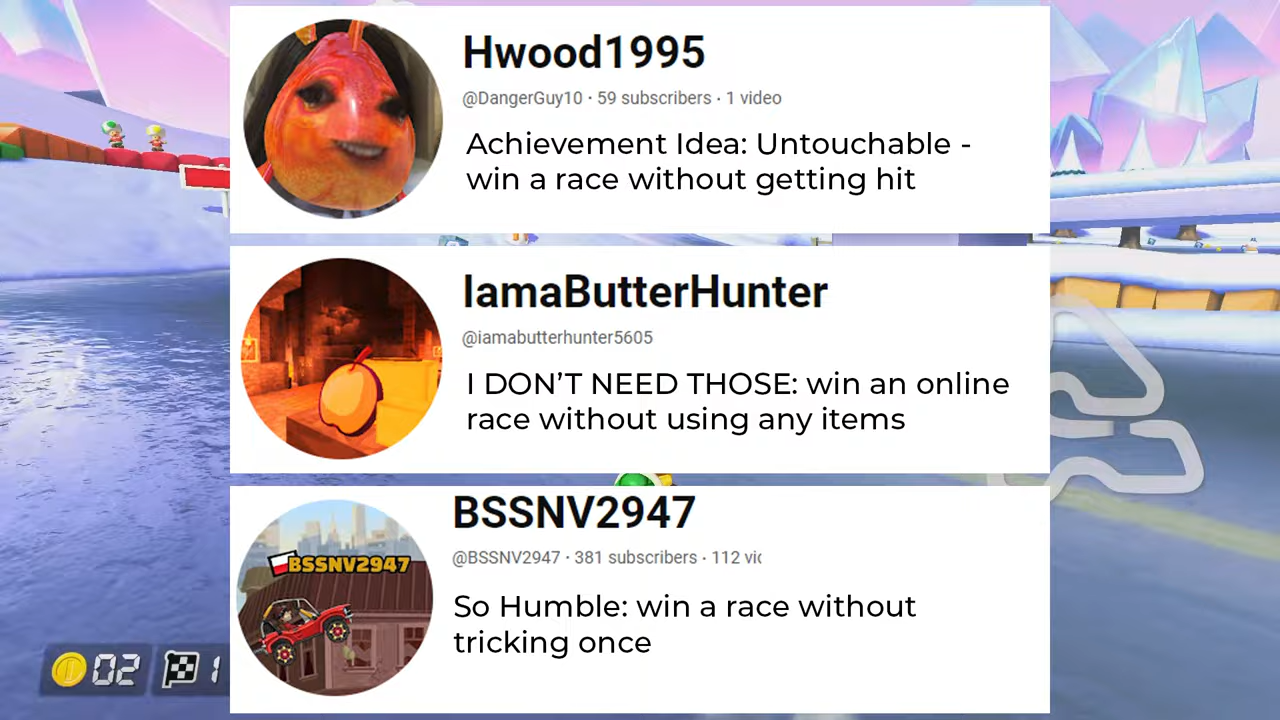 Hwood1995
@DangerGuy10 · 59 subscribers · 1 video
Achievement Idea: Untouchable -
win a race without getting hit
IamaButterHunter
@iamabutterhunter5605
I DON’T NEED THOSE: win an online
race without using any items
BSSNV2947
BSSNV2947
@BSSNV2947 · 381 subscribers · 112 vi
So Humble: win a race without
tricking once
02 1